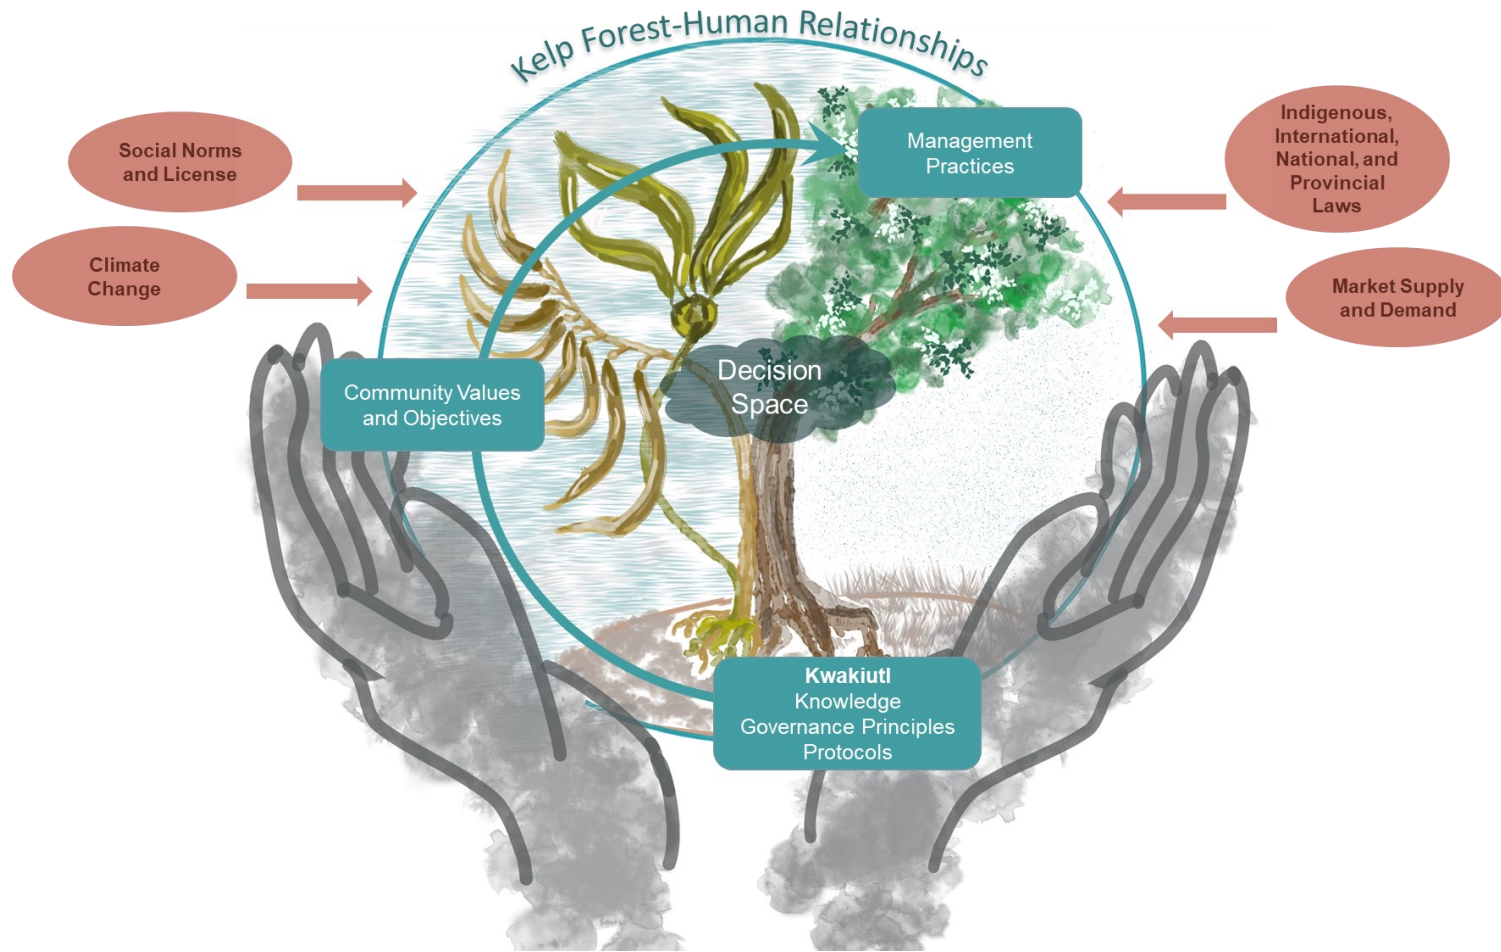 Kelp Forest-Human Relationships
Social Norms
and License
Climate
Change
Management
Practices
Indigenous,
International,
National, and
Provincial
Laws
Market Supply
and Demand
Community Values
and Objectives
Decision
Space
Kwakiutl
Knowledge
Governance Principles
Protocols